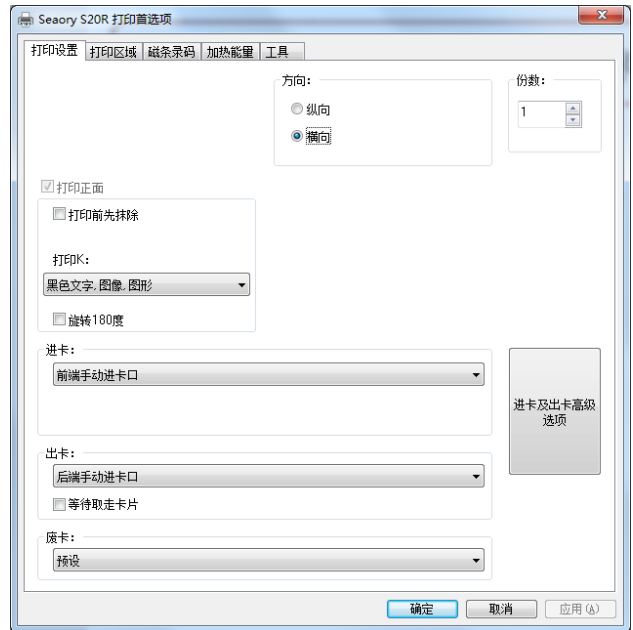 Seaory S20R 打印首选项
打印设置 打印区域 磁条录码 加热能量 工具
方向:
份数:
纵向
1
横向
打印正面
打印前先抹除
打印K:
黑色文字,图像,图形
旋转180度
进卡:
前端手动进卡口
进卡及出卡高级
选项
出卡:
后端手动进卡口
等待取走卡片
废卡:
预设
确定 取消 应用(A)